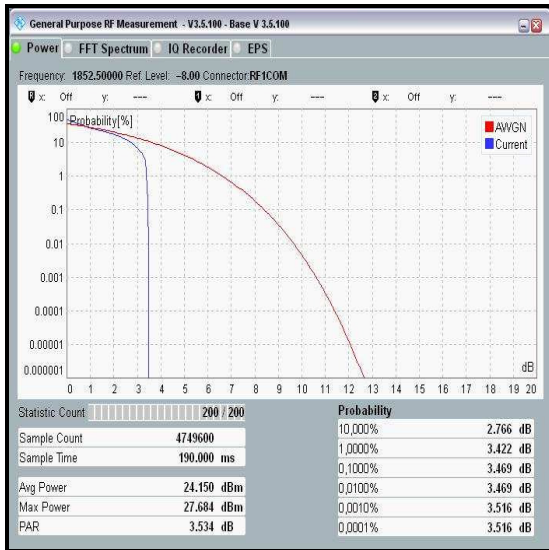 General Purpose RF Measurement - V3.5.100 - Base V 3.5.100
Power FFT Spectrum IQ Recorder EPS
Frequency: 1852.50000 Ref. Level: -8.00 Connector:RF1COM
R x: Off y: --- 1 x: Off y: --- 2 x: Off y: ---
Probability[%]
AWGN
Current
100
10
1
0.1
0.01
0.001
0.0001
0.00001
0.000001
dB
0 1 2 3 4 5 6 7 8 9 10 11 12 13 14 15 16 17 18 19 20
Statistic Count 200 / 200
Sample Count 4749600
Sample Time 190.000 ms
Avg Power 24.150 dBm
Max Power 27.684 dBm
PAR 3.534 dB
Probability
10,000% 2.766 dB
1,0000% 3.422 dB
0,1000% 3.469 dB
0,0100% 3.469 dB
0,0010% 3.516 dB
0,0001% 3.516 dB